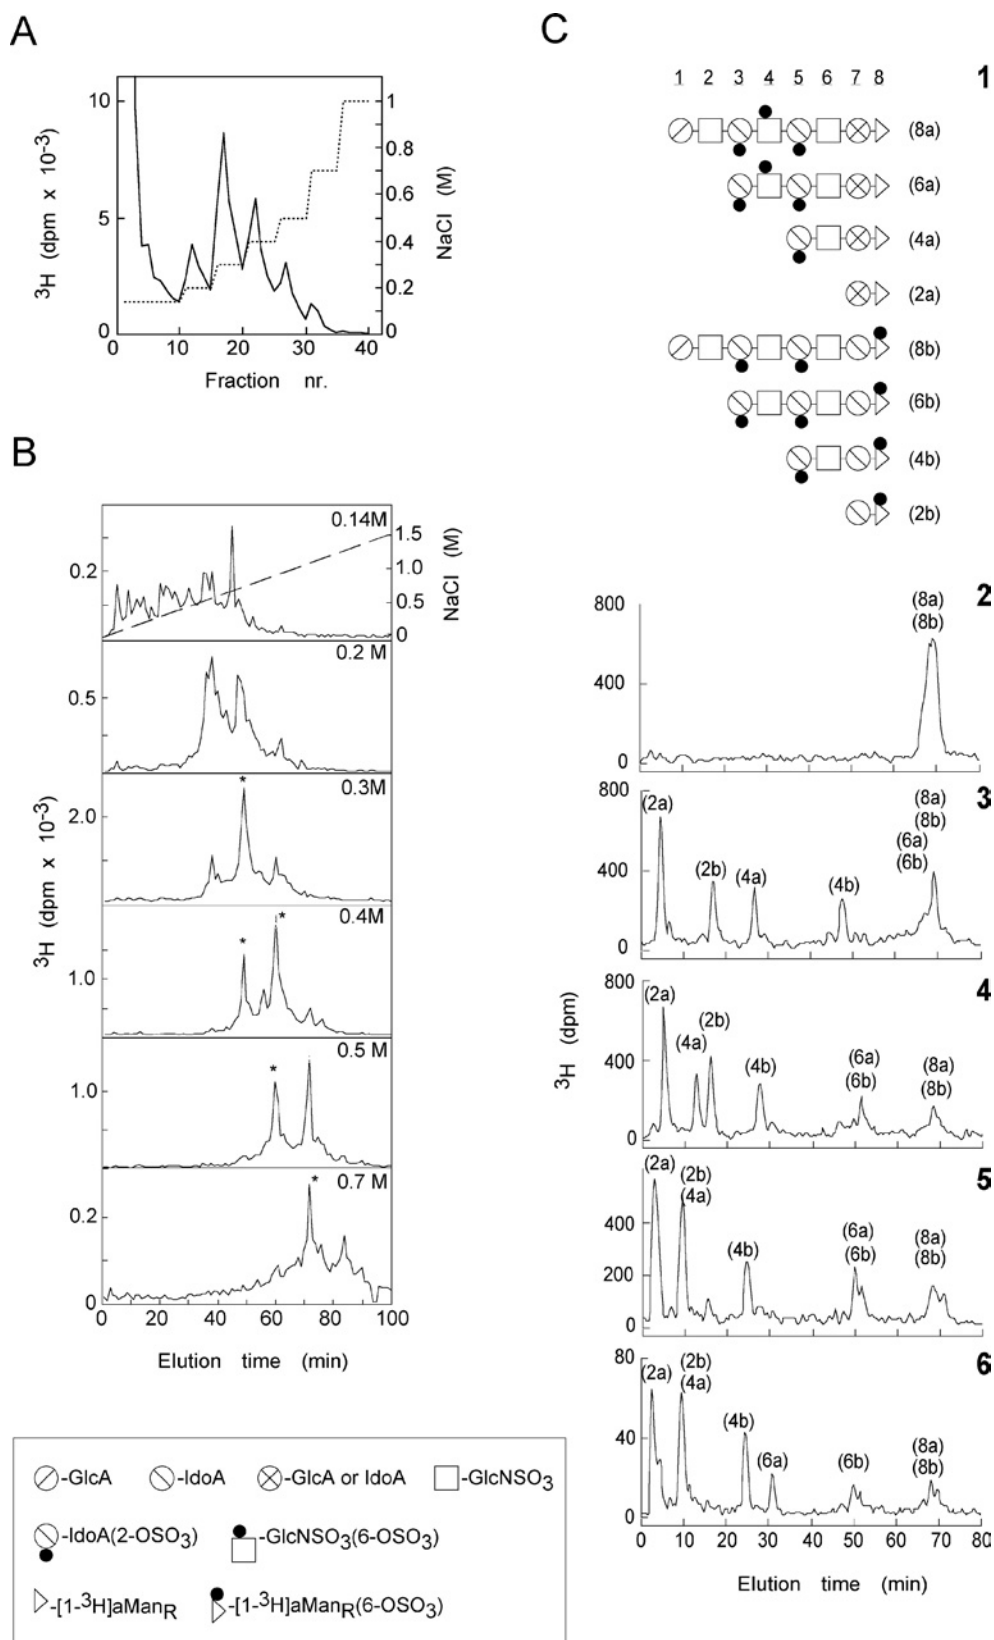 A
10
5
0
³H (dpm x 10⁻³)
1
0.8
0.6
0.4
0.2
0
NaCl (M)
0 10 20 30 40
Fraction nr.
B
0.14M
0.2
1.5
1.0
0.5
0
NaCl (M)
0.2 M
0.5
0.3M
*
2.0
³H (dpm x 10⁻³)
0.4M
* *
1.0
0.5 M
*
1.0
0.7 M
*
0.2
0
0 20 40 60 80 100
Elution time (min)
C
1 2 3 4 5 6 7 8
1
(8a)
(6a)
(4a)
(2a)
(8b)
(6b)
(4b)
(2b)
2
800
400
0
(8a)
(8b)
3
800
400
0
(2a)
(2b)
(4a)
(4b)
(6a)
(6b)
(8a)
(8b)
4
³H (dpm)
800
400
0
(2a)
(4a)
(2b)
(4b)
(6a)
(6b)
(8a)
(8b)
5
400
200
0
(2a)
(2b)
(4a)
(4b)
(6a)
(6b)
(8a)
(8b)
6
80
40
0
(2a)
(2b)
(4a)
(4b)
(6a)
(6b)
(8a)
(8b)
0 10 20 30 40 50 60 70 80
Elution time (min)
-GlcA -IdoA -GlcA or IdoA -GlcNSO₃
-IdoA(2-OSO₃) -GlcNSO₃(6-OSO₃)
-[1-³H]aManR -[1-³H]aManR(6-OSO₃)